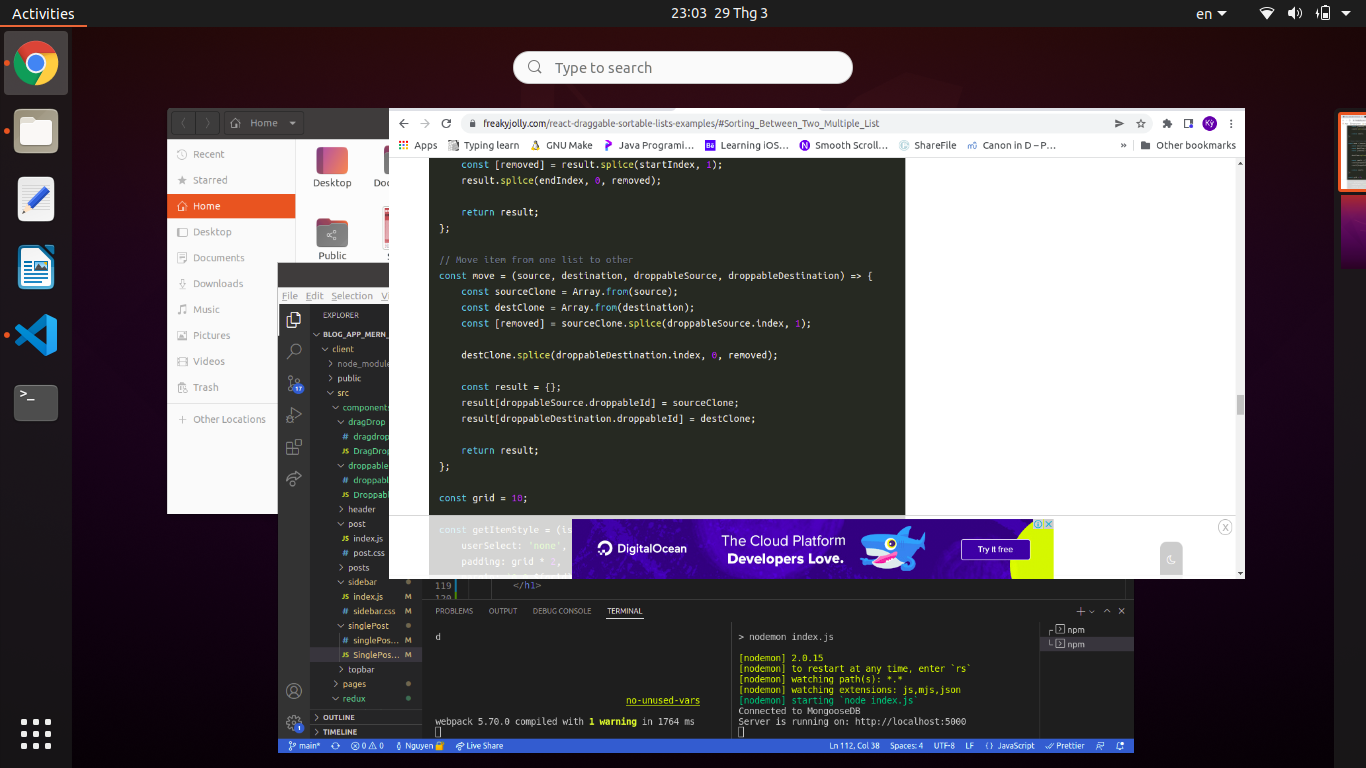 Activities
23:03 29 Thg 3
en
Type to search
Home
Recent
Starred
Home
Desktop
Documents
Downloads
Music
Pictures
Videos
Trash
Other Locations
Desktop
Public
freakyjolly.com/react-draggable-sortable-lists-examples/#Sorting_Between_Two_Multiple_List
Kỳ
Apps
Typing learn
GNU Make
Java Programi...
Learning iOS...
Smooth Scroll...
ShareFile
Canon in D – P...
»
Other bookmarks
const [removed] = result.splice(startIndex, 1);
result.splice(endIndex, 0, removed);
return result;
};
// Move item from one list to other
const move = (source, destination, droppableSource, droppableDestination) => {
const sourceClone = Array.from(source);
const destClone = Array.from(destination);
const [removed] = sourceClone.splice(droppableSource.index, 1);
destClone.splice(droppableDestination.index, 0, removed);
const result = {};
result[droppableSource.droppableId] = sourceClone;
result[droppableDestination.droppableId] = destClone;
return result;
};
const grid = 10;
const getItemStyle = (is
userSelect: 'none',
padding: grid * 2,
DigitalOcean
The Cloud Platform
Developers Love.
Try it free
File Edit Selection
EXPLORER
BLOG_APP_MERN_
client
node_module
public
src
components
dragDrop
# dragdrop
JS DragDrop
droppable
# droppabl
JS Droppabl
header
post
JS index.js
# post.css
posts
sidebar
JS index.js M
# sidebar.css M
singlePost
# singlePos... M
JS SinglePos... M
topbar
pages
redux
OUTLINE
TIMELINE
17
1
119
</h1>
120
PROBLEMS OUTPUT DEBUG CONSOLE TERMINAL
d
no-unused-vars
webpack 5.70.0 compiled with 1 warning in 1764 ms
> nodemon index.js
[nodemon] 2.0.15
[nodemon] to restart at any time, enter `rs`
[nodemon] watching path(s): *.*
[nodemon] watching extensions: js,mjs,json
[nodemon] starting `node index.js`
Connected to MongooseDB
Server is running on: http://localhost:5000
npm
npm
main*
0 0
Nguyen
Live Share
Ln 112, Col 38
Spaces: 4
UTF-8
LF
{} JavaScript
Prettier